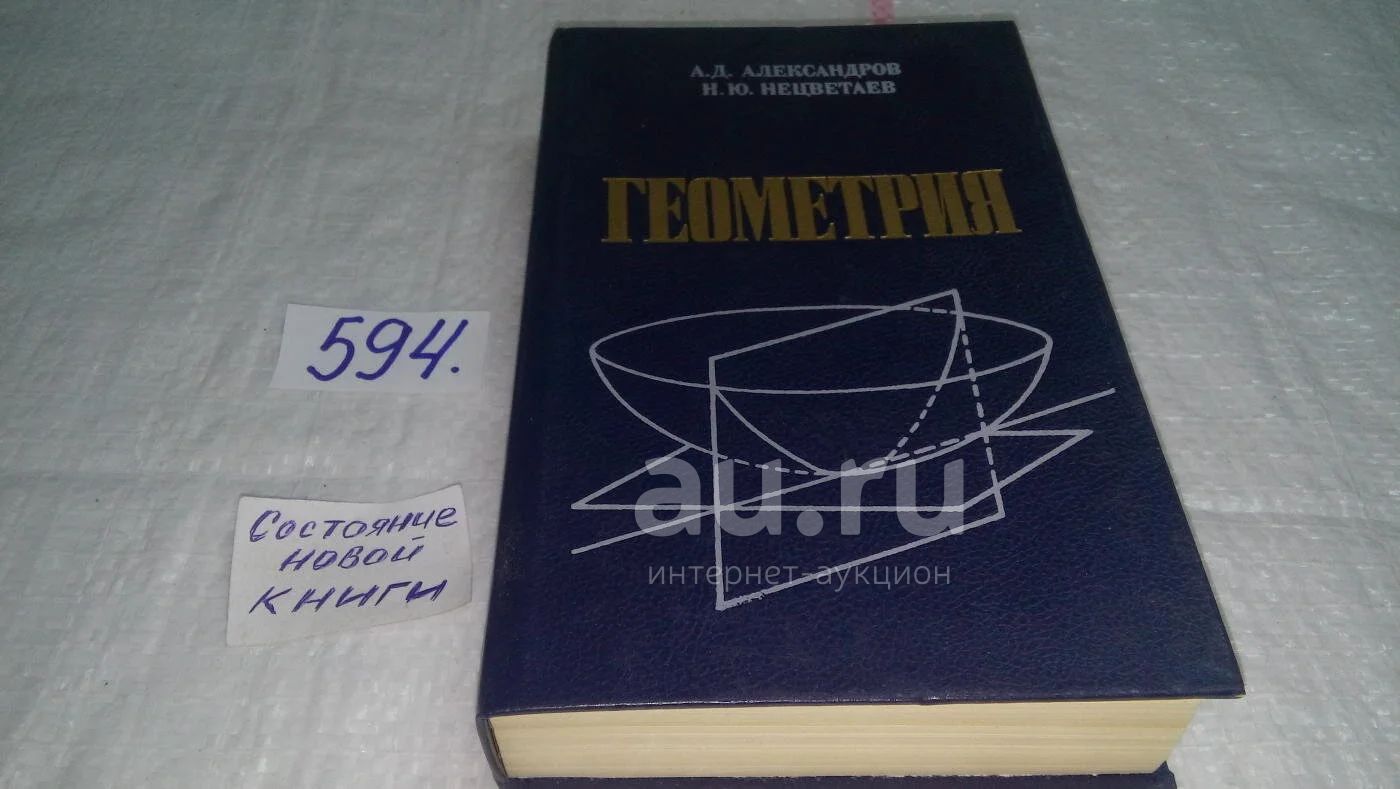 А.Д. АЛЕКСАНДРОВ
Н.Ю. НЕЦВЕТАЕВ
ГЕОМЕТРИЯ
594.
Состояние
новой
книги
au.ru
интернет-аукцион